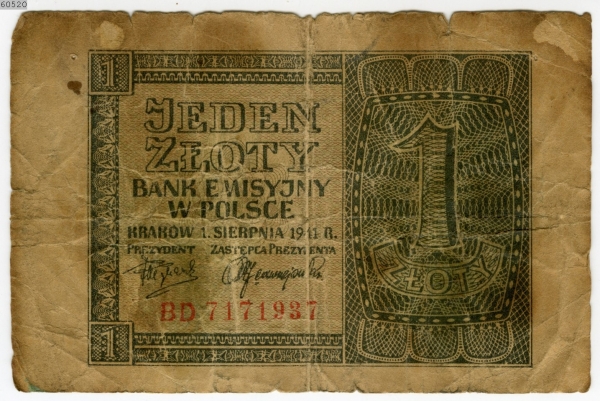 60520
1
JEDEN
ZŁOTY
BANK EMISYJNY
W POLSCE
KRAKÓW 1. SIERPNIA 1941 R.
PREZYDENT ZASTĘPCA PREZYDENTA
BD 7171937
1
1
ZŁOTY